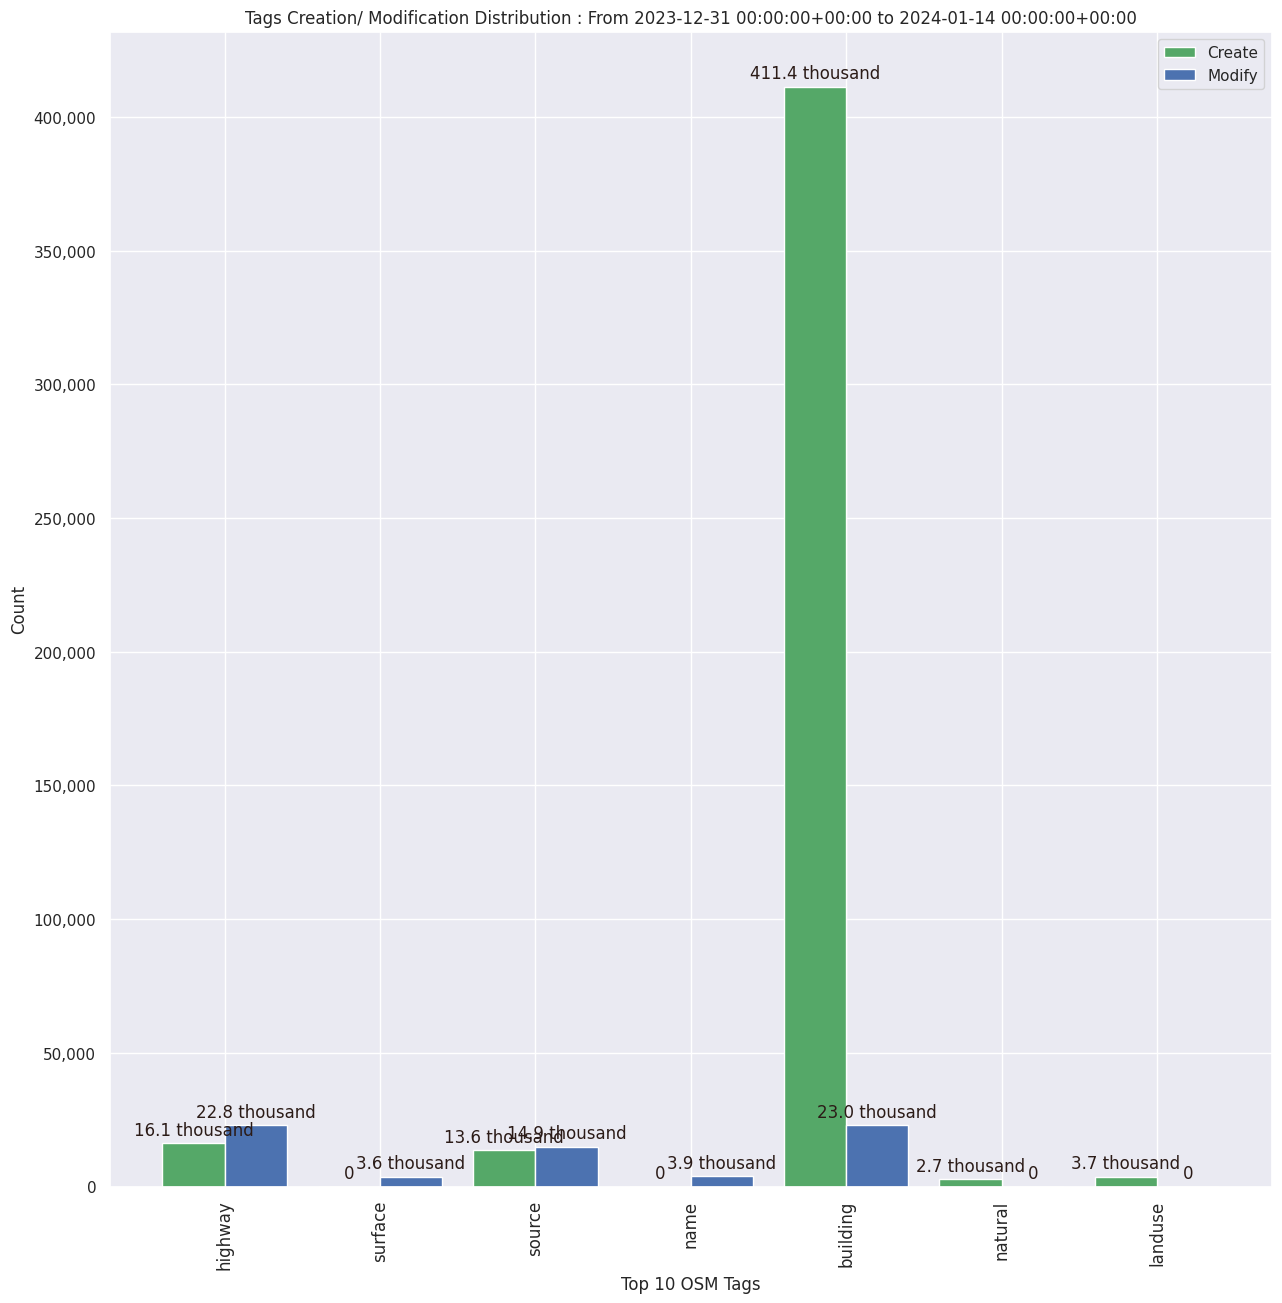 Tags Creation/ Modification Distribution : From 2023-12-31 00:00:00+00:00 to 2024-01-14 00:00:00+00:00
Create
Modify
Count
400,000
350,000
300,000
250,000
200,000
150,000
100,000
50,000
0
16.1 thousand
22.8 thousand
0
3.6 thousand
13.6 thousand
14.9 thousand
0
3.9 thousand
411.4 thousand
23.0 thousand
2.7 thousand
0
3.7 thousand
0
highway
surface
source
name
building
natural
landuse
Top 10 OSM Tags